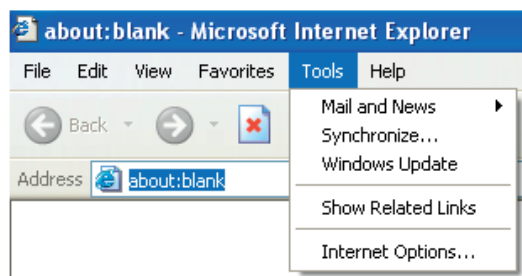 about:blank - Microsoft Internet Explorer
File Edit View Favorites Tools Help
Mail and News
Back
Synchronize...
Windows Update
Address about:blank
Show Related Links
Internet Options...